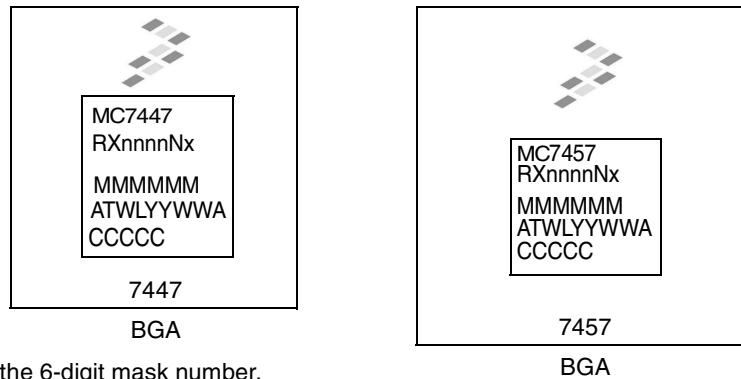 MC7447
RXnnnnNx
MMMMMM
ATWLYYWWA
CCCCC
7447
BGA
MC7457
RXnnnnNx
MMMMMM
ATWLYYWWA
CCCCC
7457
BGA
the 6-digit mask number.